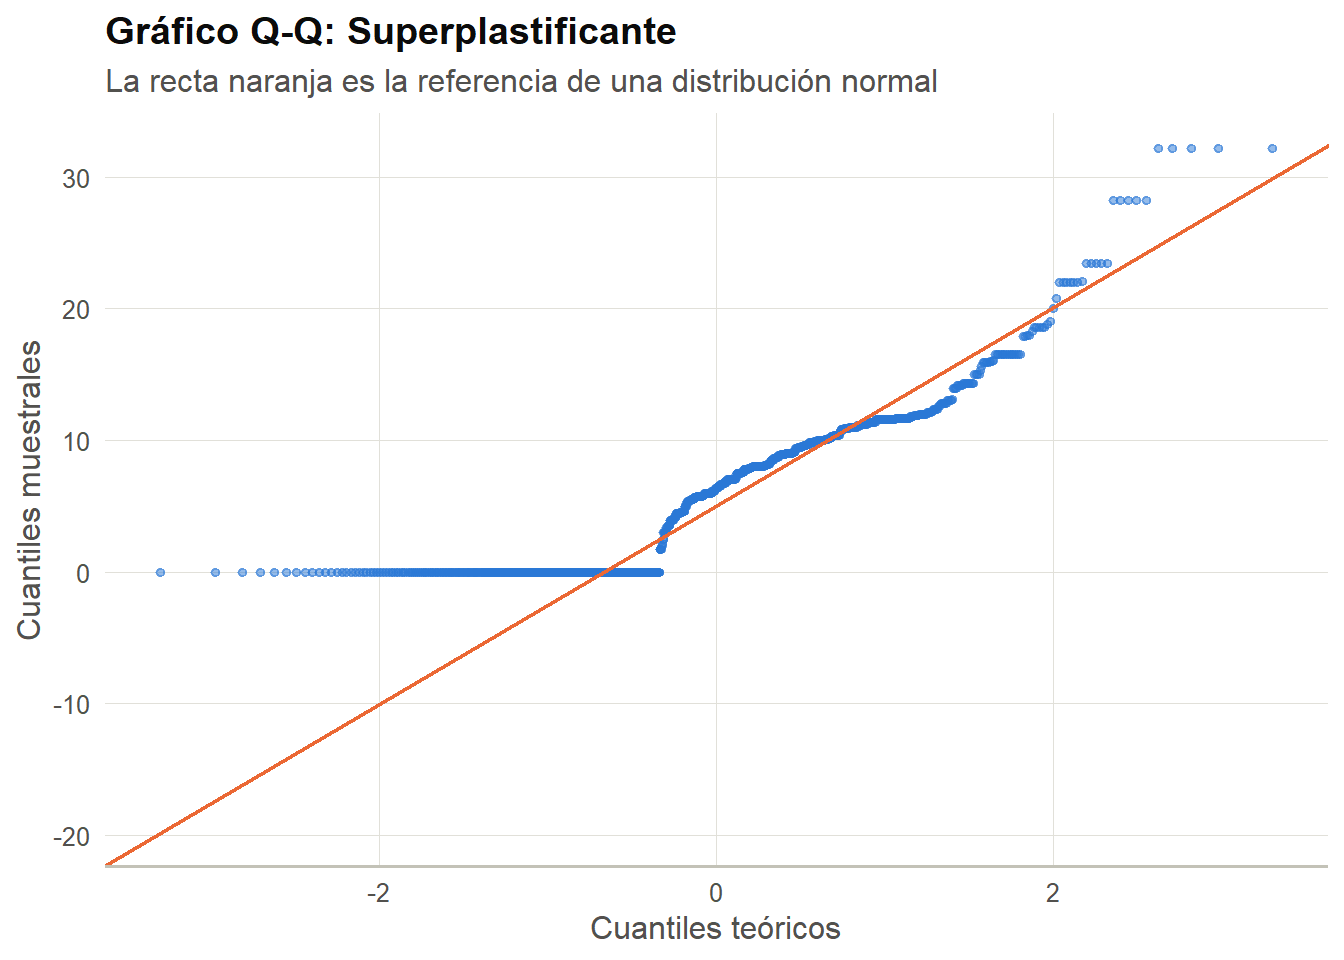 Gráfico Q-Q: Superplastificante
La recta naranja es la referencia de una distribución normal
30
20
10
0
-10
-20
Cuantiles muestrales
-2
0
2
Cuantiles teóricos